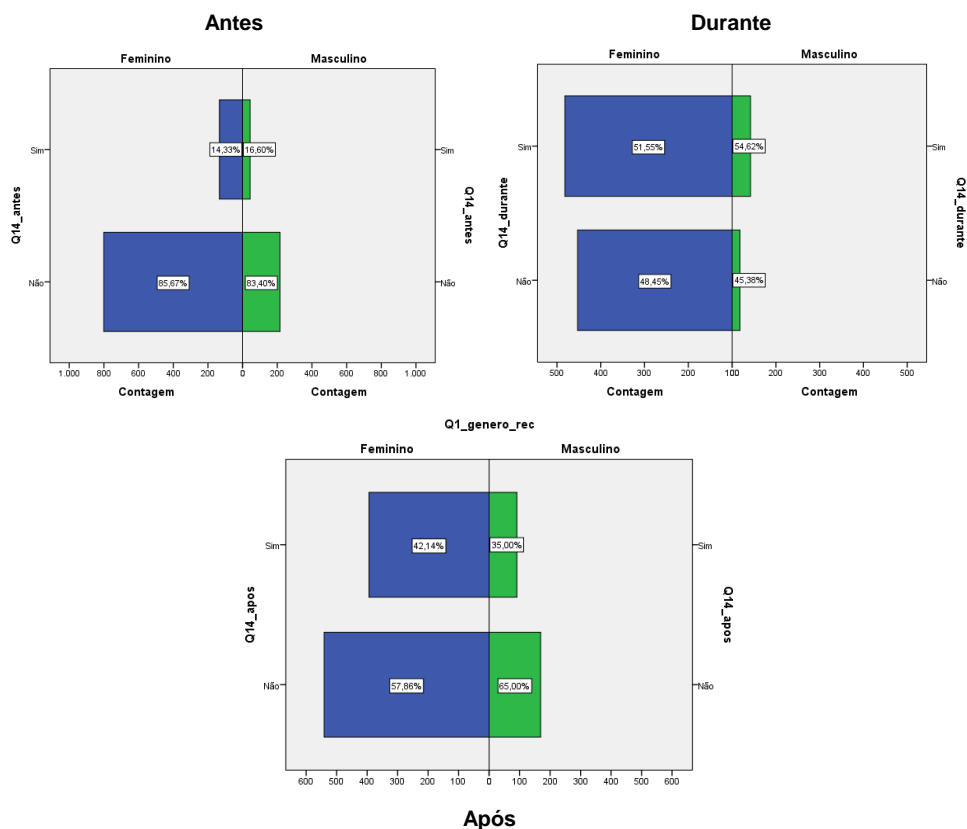 Antes
Feminino Masculino
Sim 14,33% 16,60% Sim
Q14_antes Q14_antes
Não 85,67% 83,40% Não
1.000 800 600 400 200 0 200 400 600 800 1.000
Contagem Contagem
Durante
Feminino Masculino
Sim 51,55% 54,62% Sim
Q14_durante Q14_durante
Não 48,45% 45,38% Não
500 400 300 200 100 200 300 400 500
Contagem Contagem
Q1_genero_rec
Feminino Masculino
Sim 42,14% 35,00% Sim
Q14_apos Q14_apos
Não 57,86% 65,00% Não
600 500 400 300 200 100 0 100 200 300 400 500 600
Após